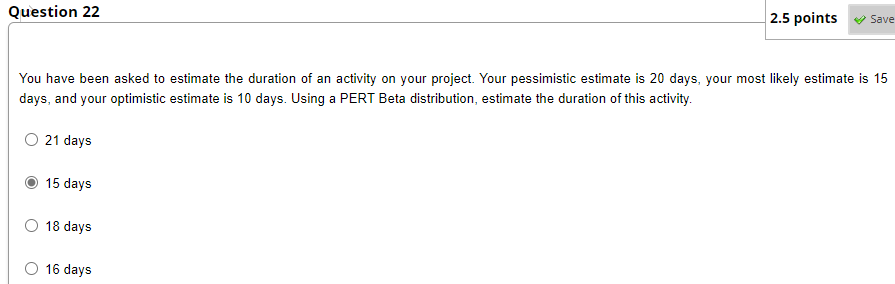 Question 22
2.5 points
Save
You have been asked to estimate the duration of an activity on your project. Your pessimistic estimate is 20 days, your most likely estimate is 15
days, and your optimistic estimate is 10 days. Using a PERT Beta distribution, estimate the duration of this activity.
21 days
15 days
18 days
16 days